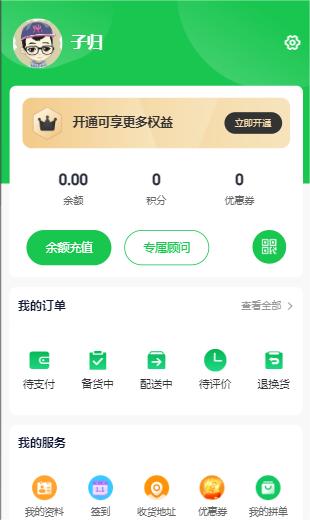 子归
开通可享更多权益
立即开通
0.00 0 0
余额 积分 优惠券
余额充值 专属顾问
我的订单 查看全部
待支付 备货中 配送中 待评价 退换货
我的服务
我的资料 签到 收货地址 优惠券 我的拼单